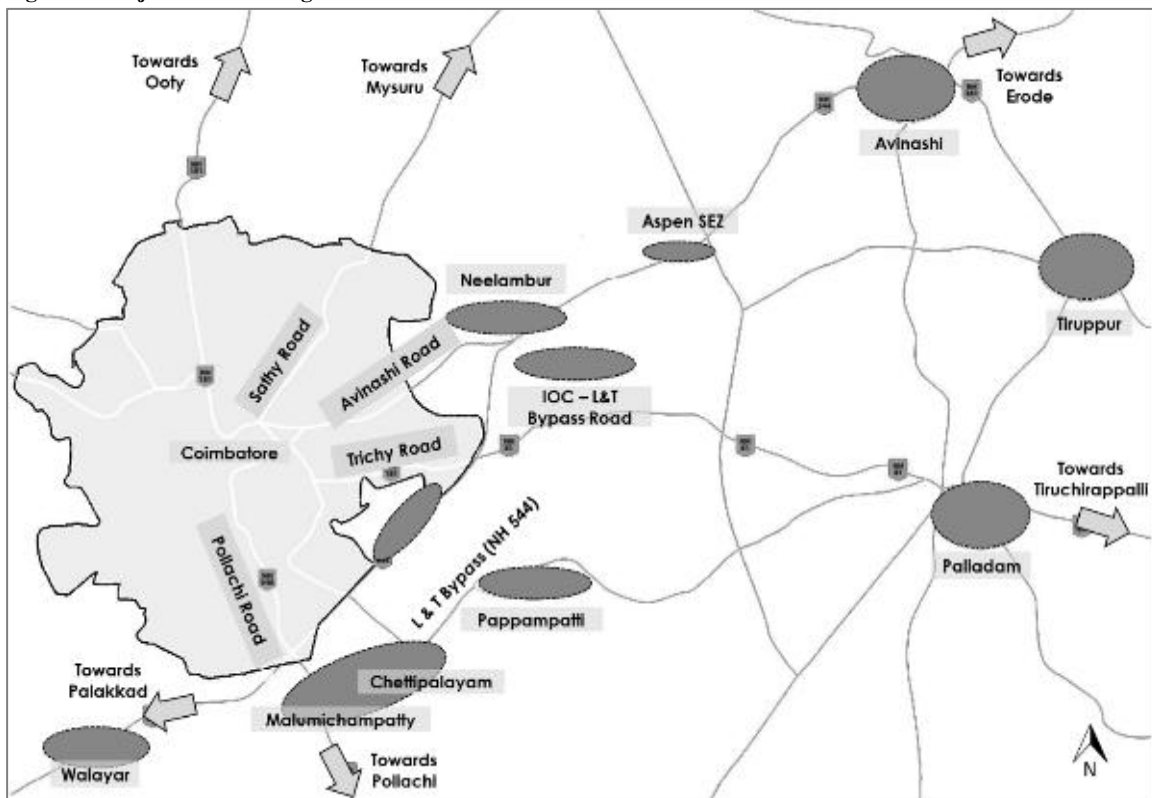 Towards
Ooty
Towards
Mysuru
Towards
Erode
Avinashi
Aspen SEZ
Neelambur
Tiruppur
Sathy Road
Avinashi Road
IOC – L&T
Bypass Road
Coimbatore
Trichy Road
Towards
Tiruchirappalli
L & T Bypass (NH 544)
Pollachi Road
Palladam
Pappampatti
Chettipalayam
Towards
Palakkad
Malumichampatty
Walayar
Towards
Pollachi
N